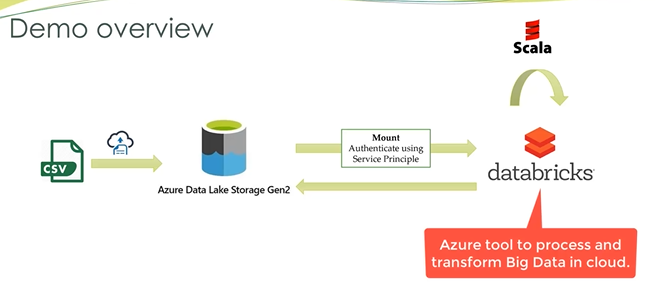 Demo overview
Scala
CSV
Azure Data Lake Storage Gen2
Mount
Authenticate using
Service Principle
databricks
Azure tool to process and
transform Big Data in cloud.